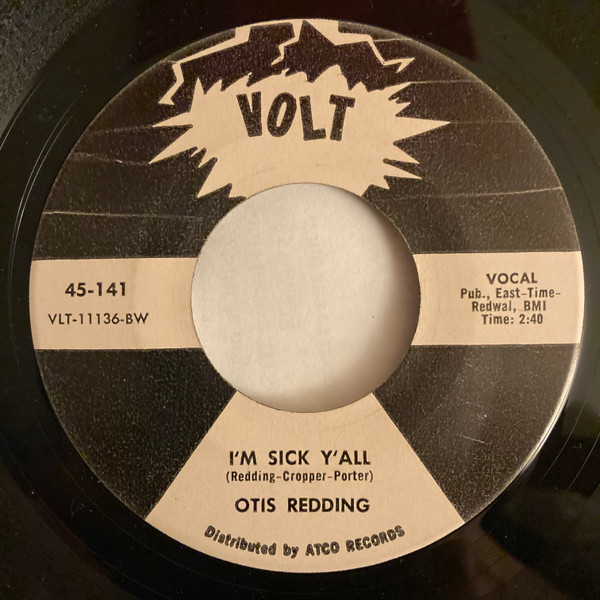 VOLT
45-141
VLT-11136-BW
VOCAL
Pub., East-Time-
Redwal, BMI
Time: 2:40
I'M SICK Y'ALL
(Redding-Cropper-Porter)
OTIS REDDING
Distributed by ATCO RECORDS